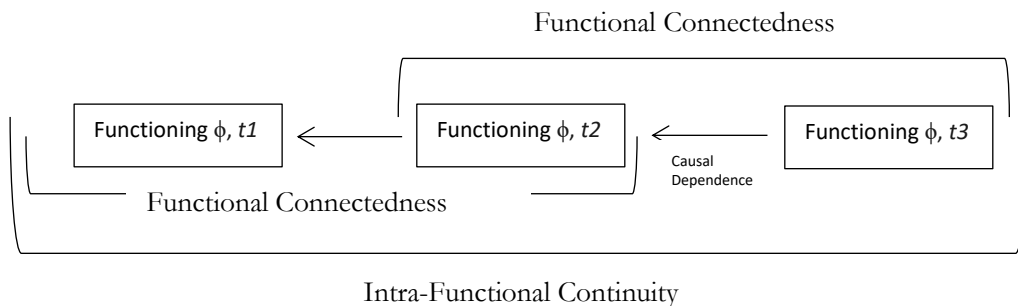 Functional Connectedness
Functioning ϕ, t1
Functioning ϕ, t2
Functioning ϕ, t3
Causal
Dependence
Functional Connectedness
Intra-Functional Continuity